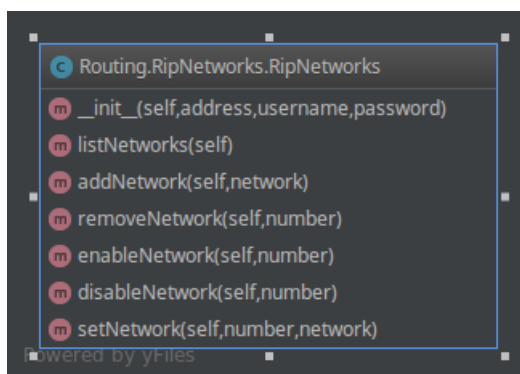 C Routing.RipNetworks.RipNetworks
m __init__(self,address,username,password)
m listNetworks(self)
m addNetwork(self,network)
m removeNetwork(self,number)
m enableNetwork(self,number)
m disableNetwork(self,number)
m setNetwork(self,number,network)
Powered by yFiles